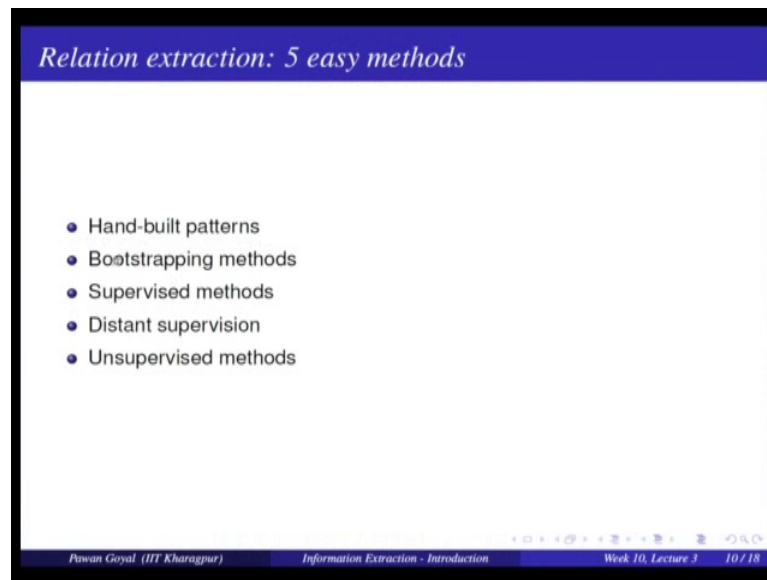 Relation extraction: 5 easy methods
Hand-built patterns
Bootstrapping methods
Supervised methods
Distant supervision
Unsupervised methods
Pawan Goyal (IIT Kharagpur) Information Extraction - Introduction Week 10, Lecture 3 10 / 18